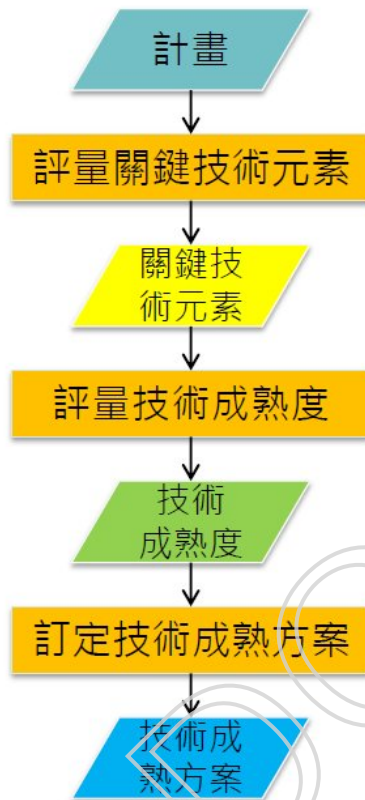 計畫
評量關鍵技術元素
關鍵技
術元素
評量技術成熟度
技術
成熟度
訂定技術成熟方案
技術成
熟方案